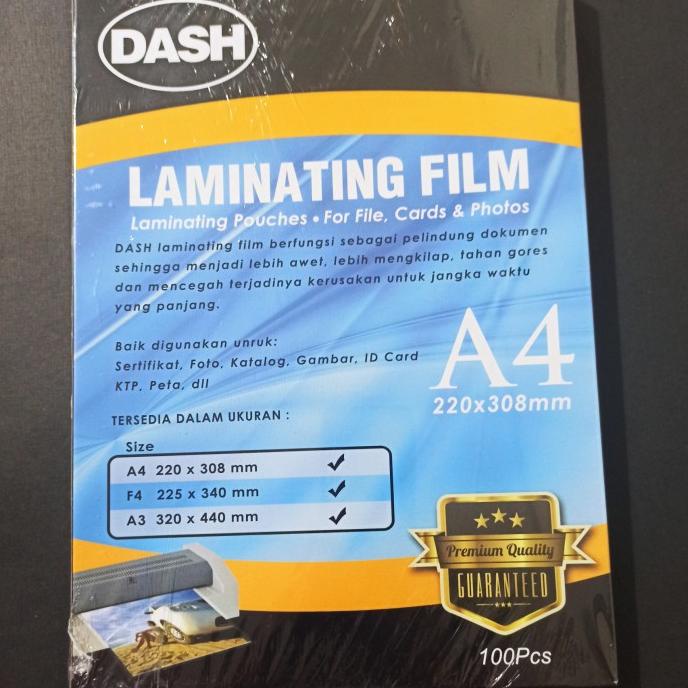 DASH
LAMINATING FILM
Laminating Pouches • For File, Cards & Photos
DASH laminating film berfungsi sebagai pelindung dokumen
sehingga menjadi lebih awet, lebih mengkilap, tahan gores
dan mencegah terjadinya kerusakan untuk jangka waktu
yang panjang.
Baik digunakan unruk:
Sertifikat, Foto, Katalog, Gambar, ID Card
KTP, Peta, dll
A4
220x308mm
TERSEDIA DALAM UKURAN :
Size
A4 220 x 308 mm ✓
F4 225 x 340 mm ✓
A3 320 x 440 mm ✓
Premium Quality
GUARANTEED
100Pcs